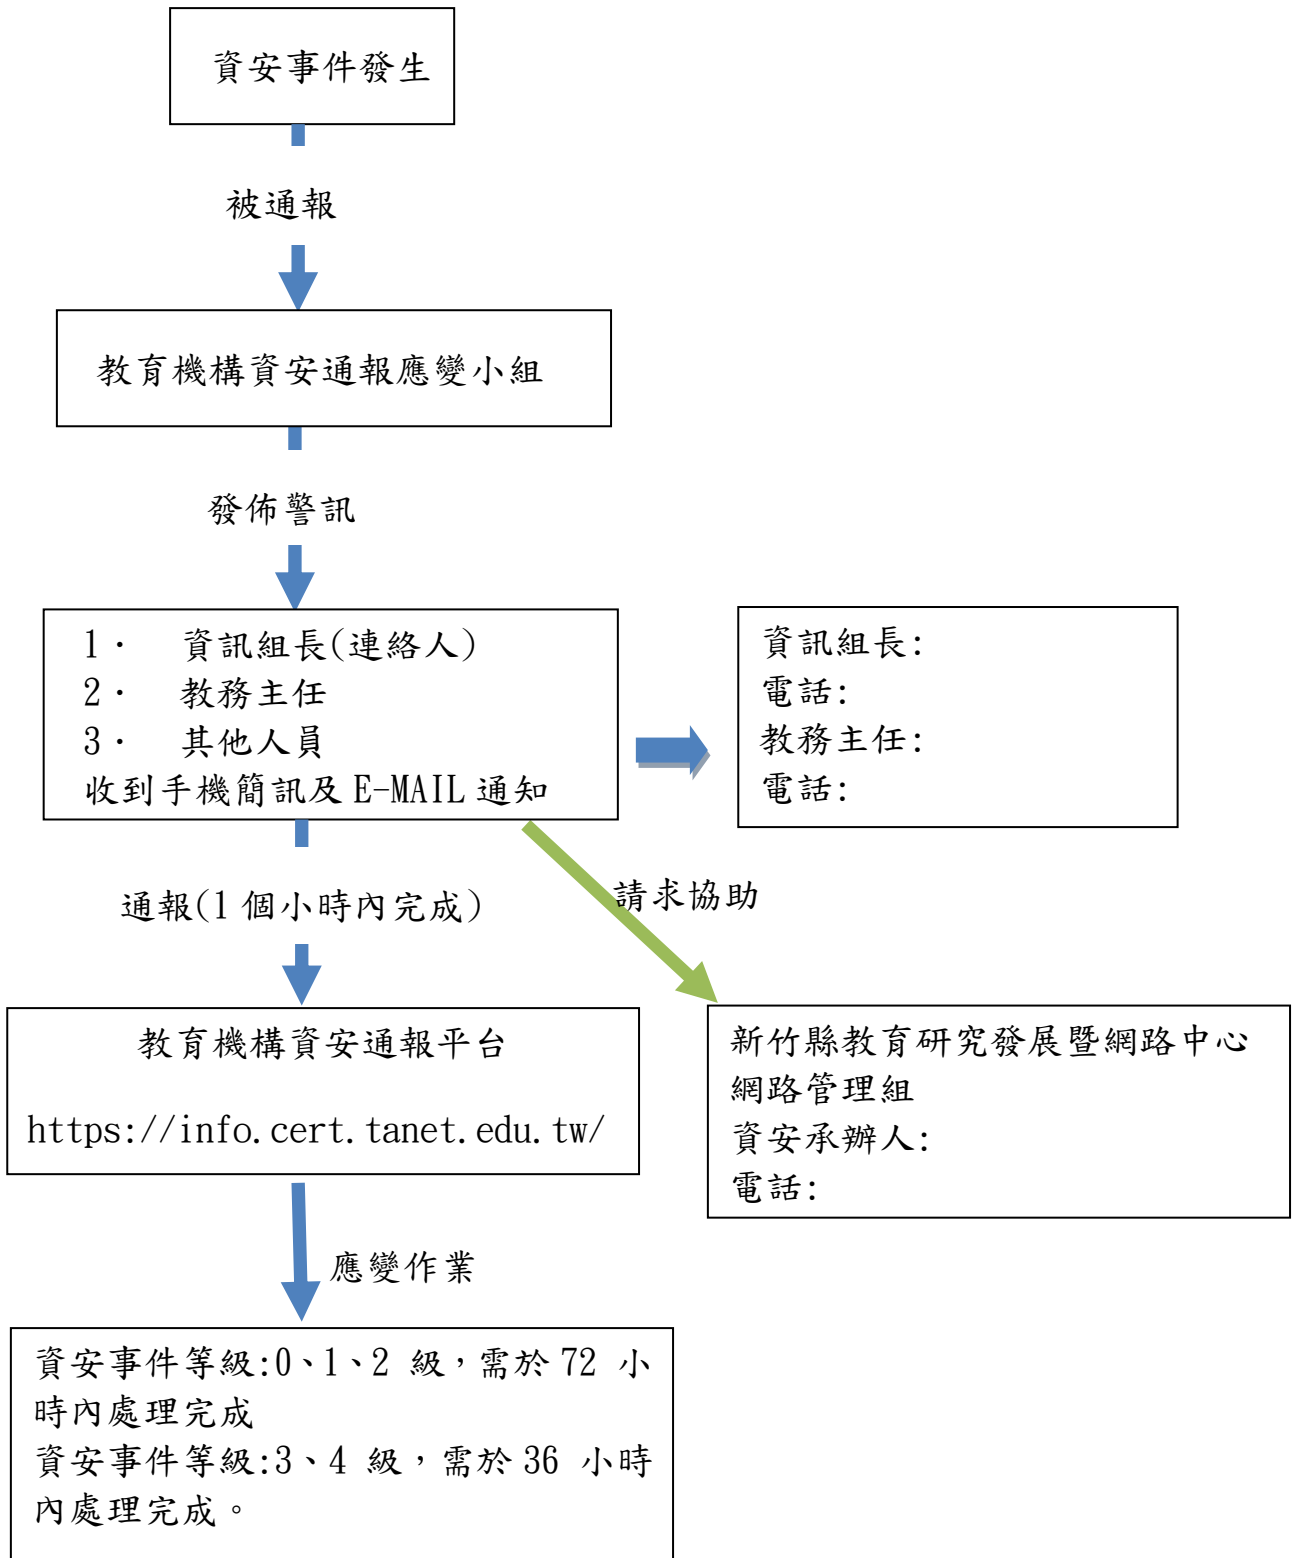 資安事件發生
被通報
教育機構資安通報應變小組
發佈警訊
1． 資訊組長(連絡人)
2． 教務主任
3． 其他人員
收到手機簡訊及 E-MAIL 通知
資訊組長:
電話:
教務主任:
電話:
通報(1 個小時內完成)
請求協助
教育機構資安通報平台
https://info.cert.tanet.edu.tw/
新竹縣教育研究發展暨網路中心
網路管理組
資安承辦人:
電話:
應變作業
資安事件等級:0、1、2 級，需於 72 小
時內處理完成
資安事件等級:3、4 級，需於 36 小時
內處理完成。